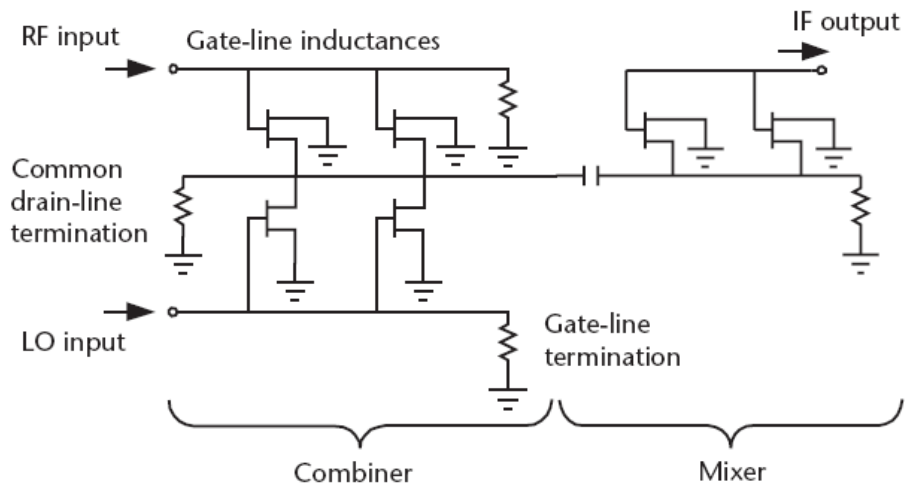 RF input
Gate-line inductances
IF output
Common
drain-line
termination
LO input
Gate-line
termination
Combiner
Mixer